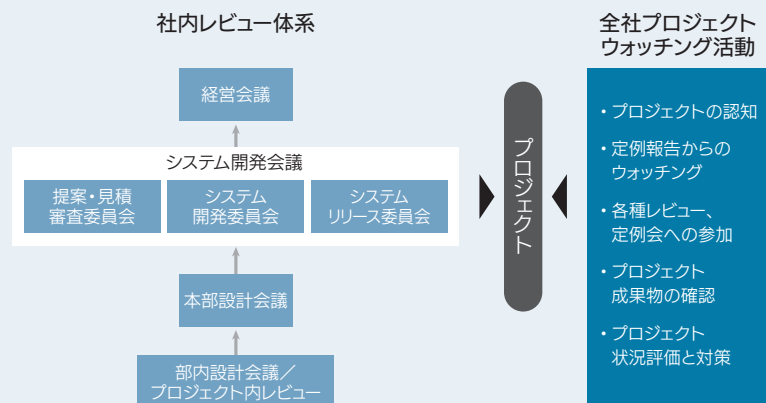 社内レビュー体系
経営会議
システム開発会議
提案・見積
審査委員会
システム
開発委員会
システム
リリース委員会
本部設計会議
部内設計会議／
プロジェクト内レビュー
プロジェクト
全社プロジェクト
ウォッチング活動
・プロジェクトの認知
・定例報告からの
ウォッチング
・各種レビュー、
定例会への参加
・プロジェクト
成果物の確認
・プロジェクト
状況評価と対策